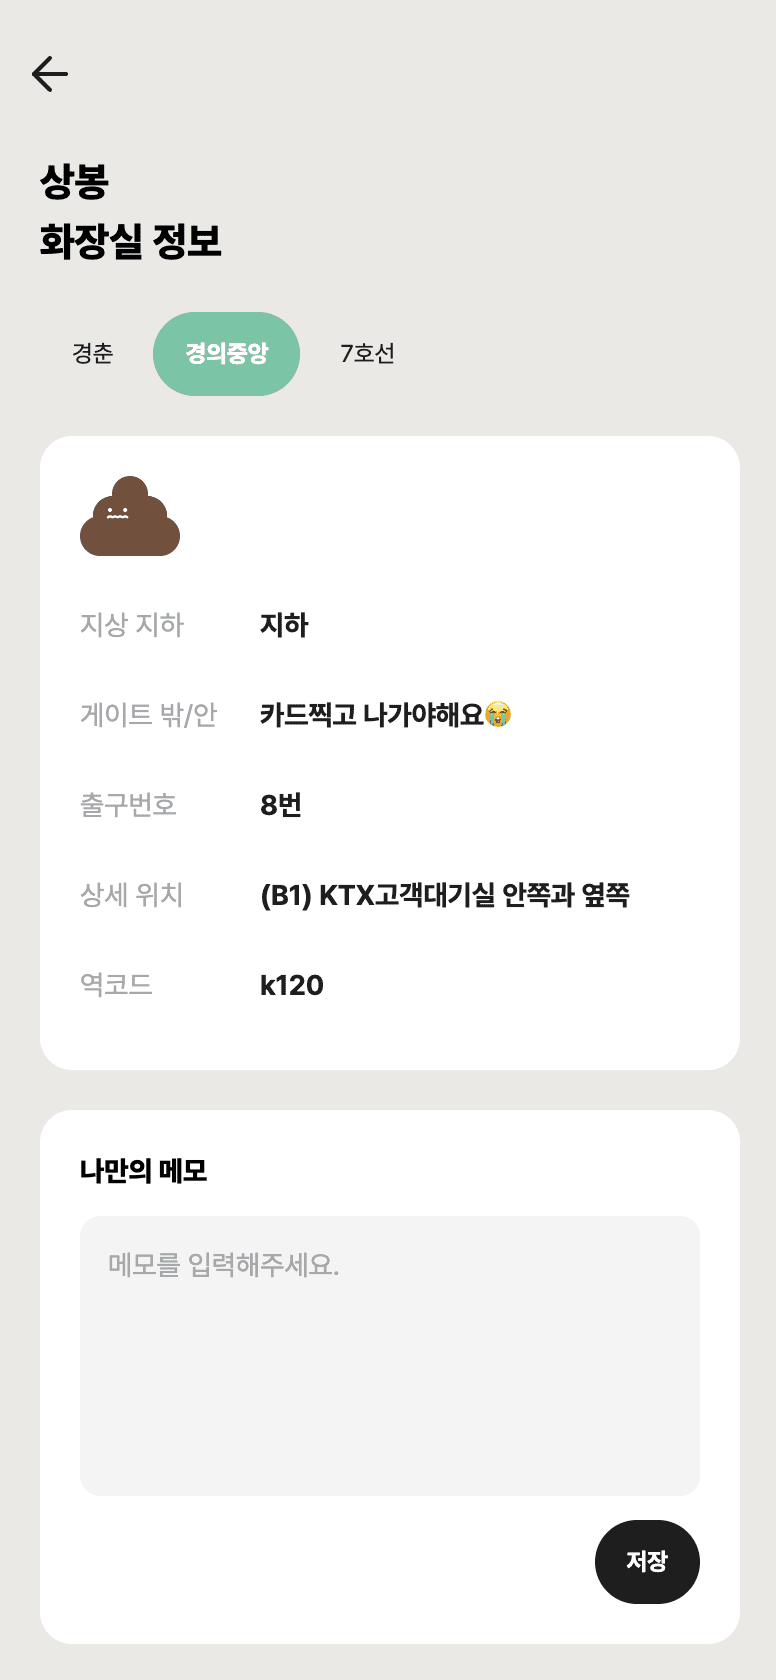 상봉
화장실 정보
경춘 경의중앙 7호선
지상 지하 지하
게이트 밖/안 카드찍고 나가야해요😭
출구번호 8번
상세 위치 (B1) KTX고객대기실 안쪽과 옆쪽
역코드 k120
나만의 메모
메모를 입력해주세요.
저장